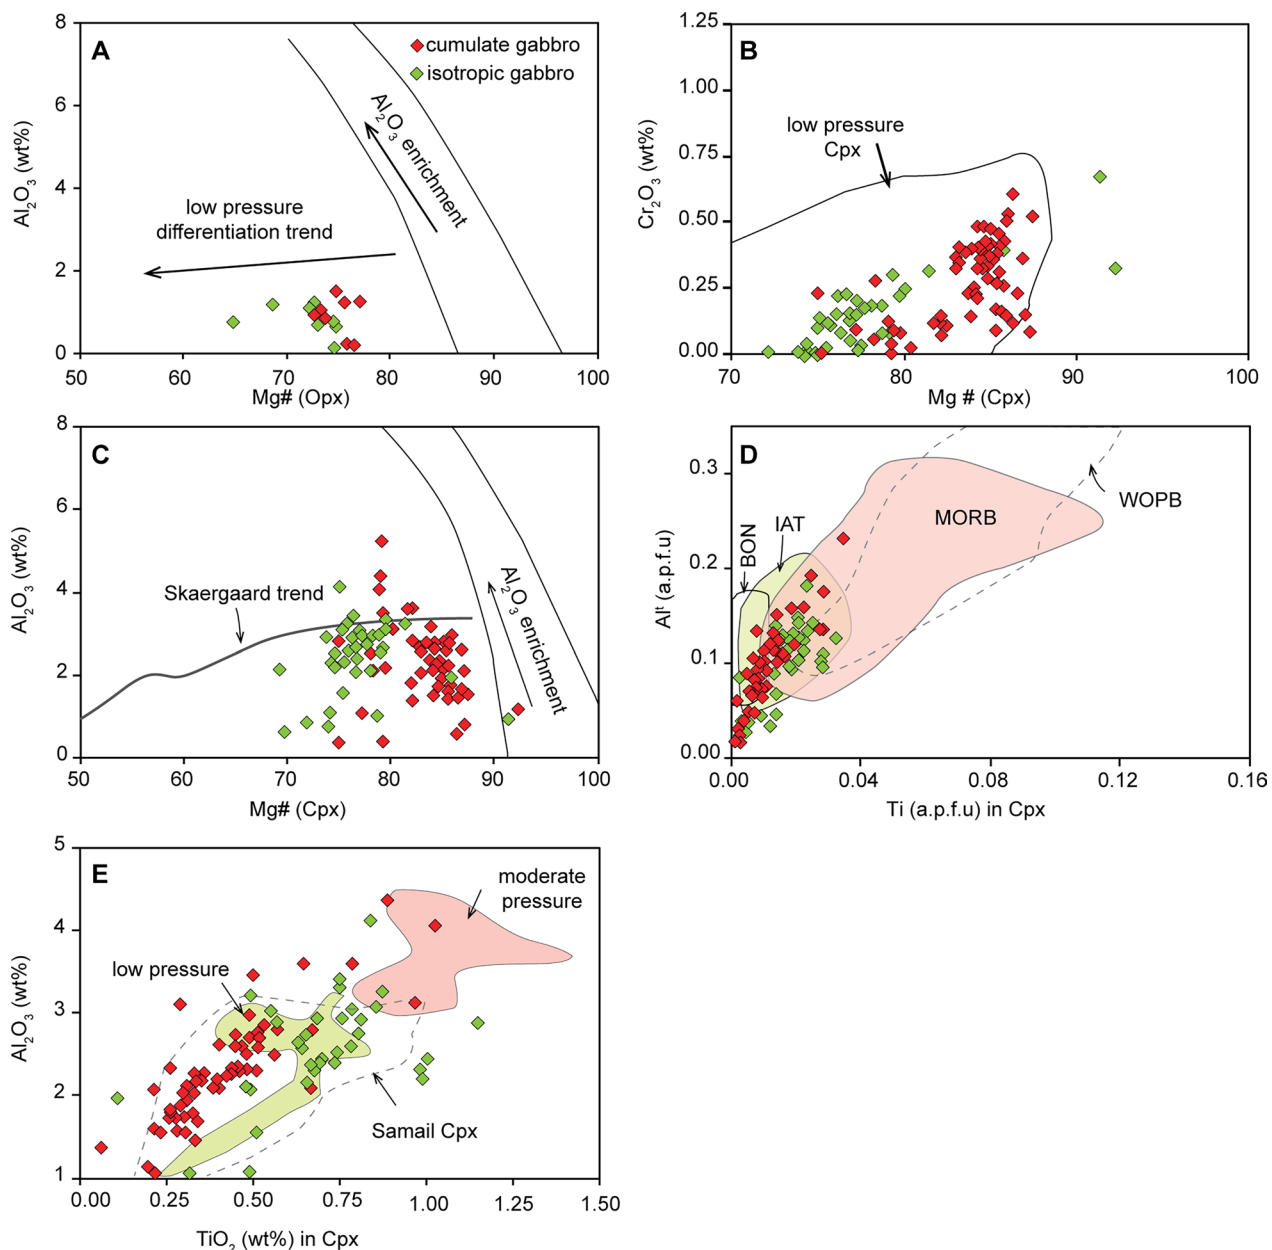 A
cumulate gabbro
isotropic gabbro
Al2O3 enrichment
low pressure
differentiation trend
Al2O3 (wt%)
8
6
4
2
0
50
60
70
80
90
100
Mg# (Opx)
B
low pressure
Cpx
Cr2O3 (wt%)
1.25
1.00
0.75
0.50
0.25
0.00
70
80
90
100
Mg # (Cpx)
C
Skaergaard trend
Al2O3 enrichment
Al2O3 (wt%)
8
6
4
2
0
50
60
70
80
90
100
Mg# (Cpx)
D
BON
IAT
MORB
WOPB
Alt (a.p.f.u)
0.3
0.2
0.1
0.00
0.00
0.04
0.08
0.12
0.16
Ti (a.p.f.u) in Cpx
E
moderate
pressure
low pressure
Samail Cpx
Al2O3 (wt%)
5
4
3
2
1
0.00
0.25
0.50
0.75
1.00
1.25
1.50
TiO2 (wt%) in Cpx